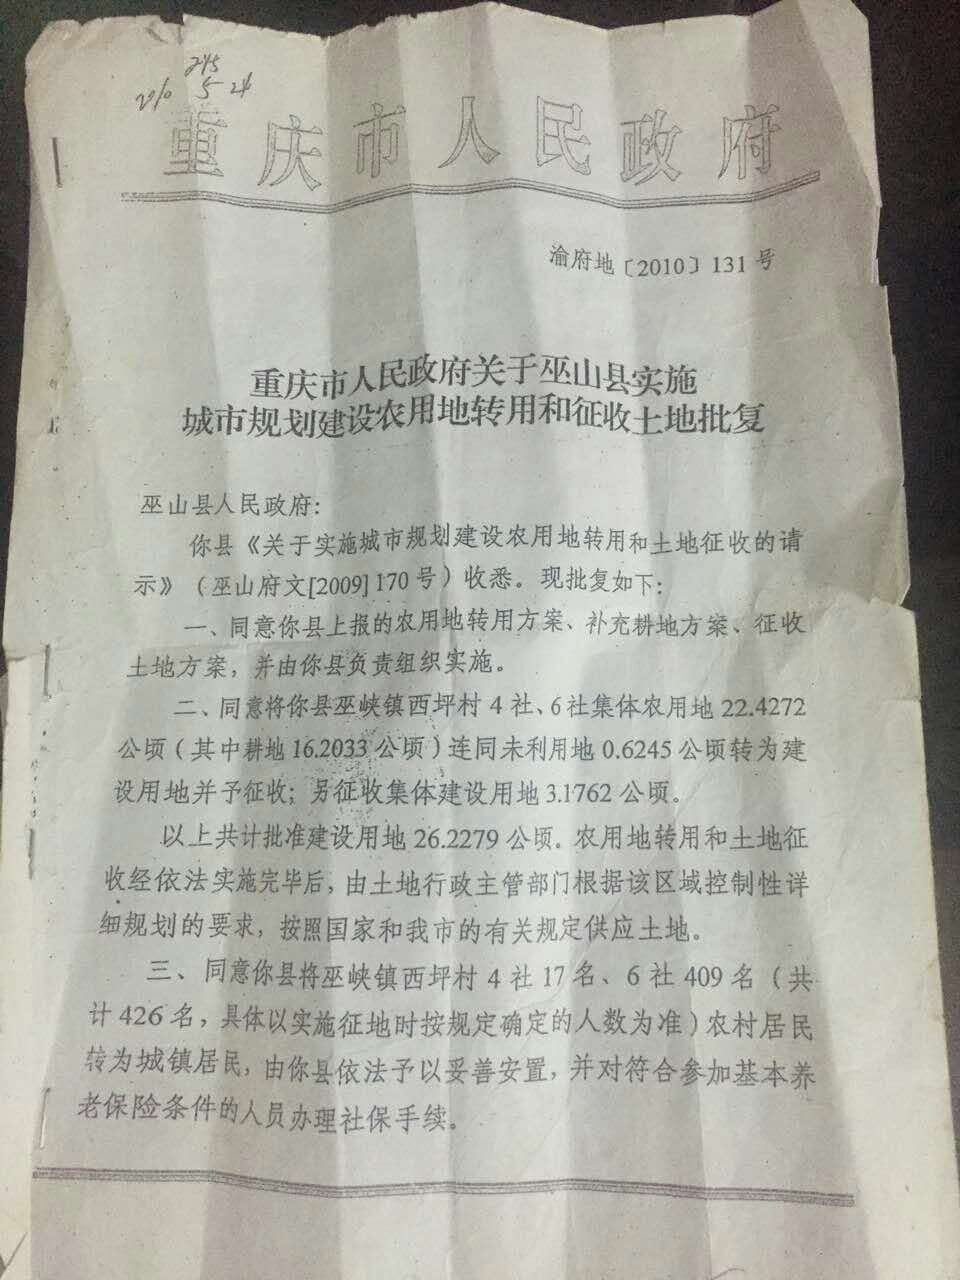 245
2010 5 24
重庆市人民政府
渝府地〔2010〕131号
重庆市人民政府关于巫山县实施
城市规划建设农用地转用和征收土地批复
巫山县人民政府:
你县《关于实施城市规划建设农用地转用和土地征收的请
示》（巫山府文[2009]170号）收悉。现批复如下:
一、同意你县上报的农用地转用方案、补充耕地方案、征收
土地方案，并由你县负责组织实施。
二、同意将你县巫峡镇西坪村4社、6社集体农用地22.4272
公顷（其中耕地16.2033公顷）连同未利用地0.6245公顷转为建
设用地并予征收；另征收集体建设用地3.1762公顷。
以上共计批准建设用地26.2279公顷。农用地转用和土地征
收经依法实施完毕后，由土地行政主管部门根据该区域控制性详
细规划的要求，按照国家和我市的有关规定供应土地。
三、同意你县将巫峡镇西坪村4社17名、6社409名（共
计426名，具体以实施征地时按规定确定的人数为准）农村居民
转为城镇居民，由你县依法予以妥善安置，并对符合参加基本养
老保险条件的人员办理社保手续。